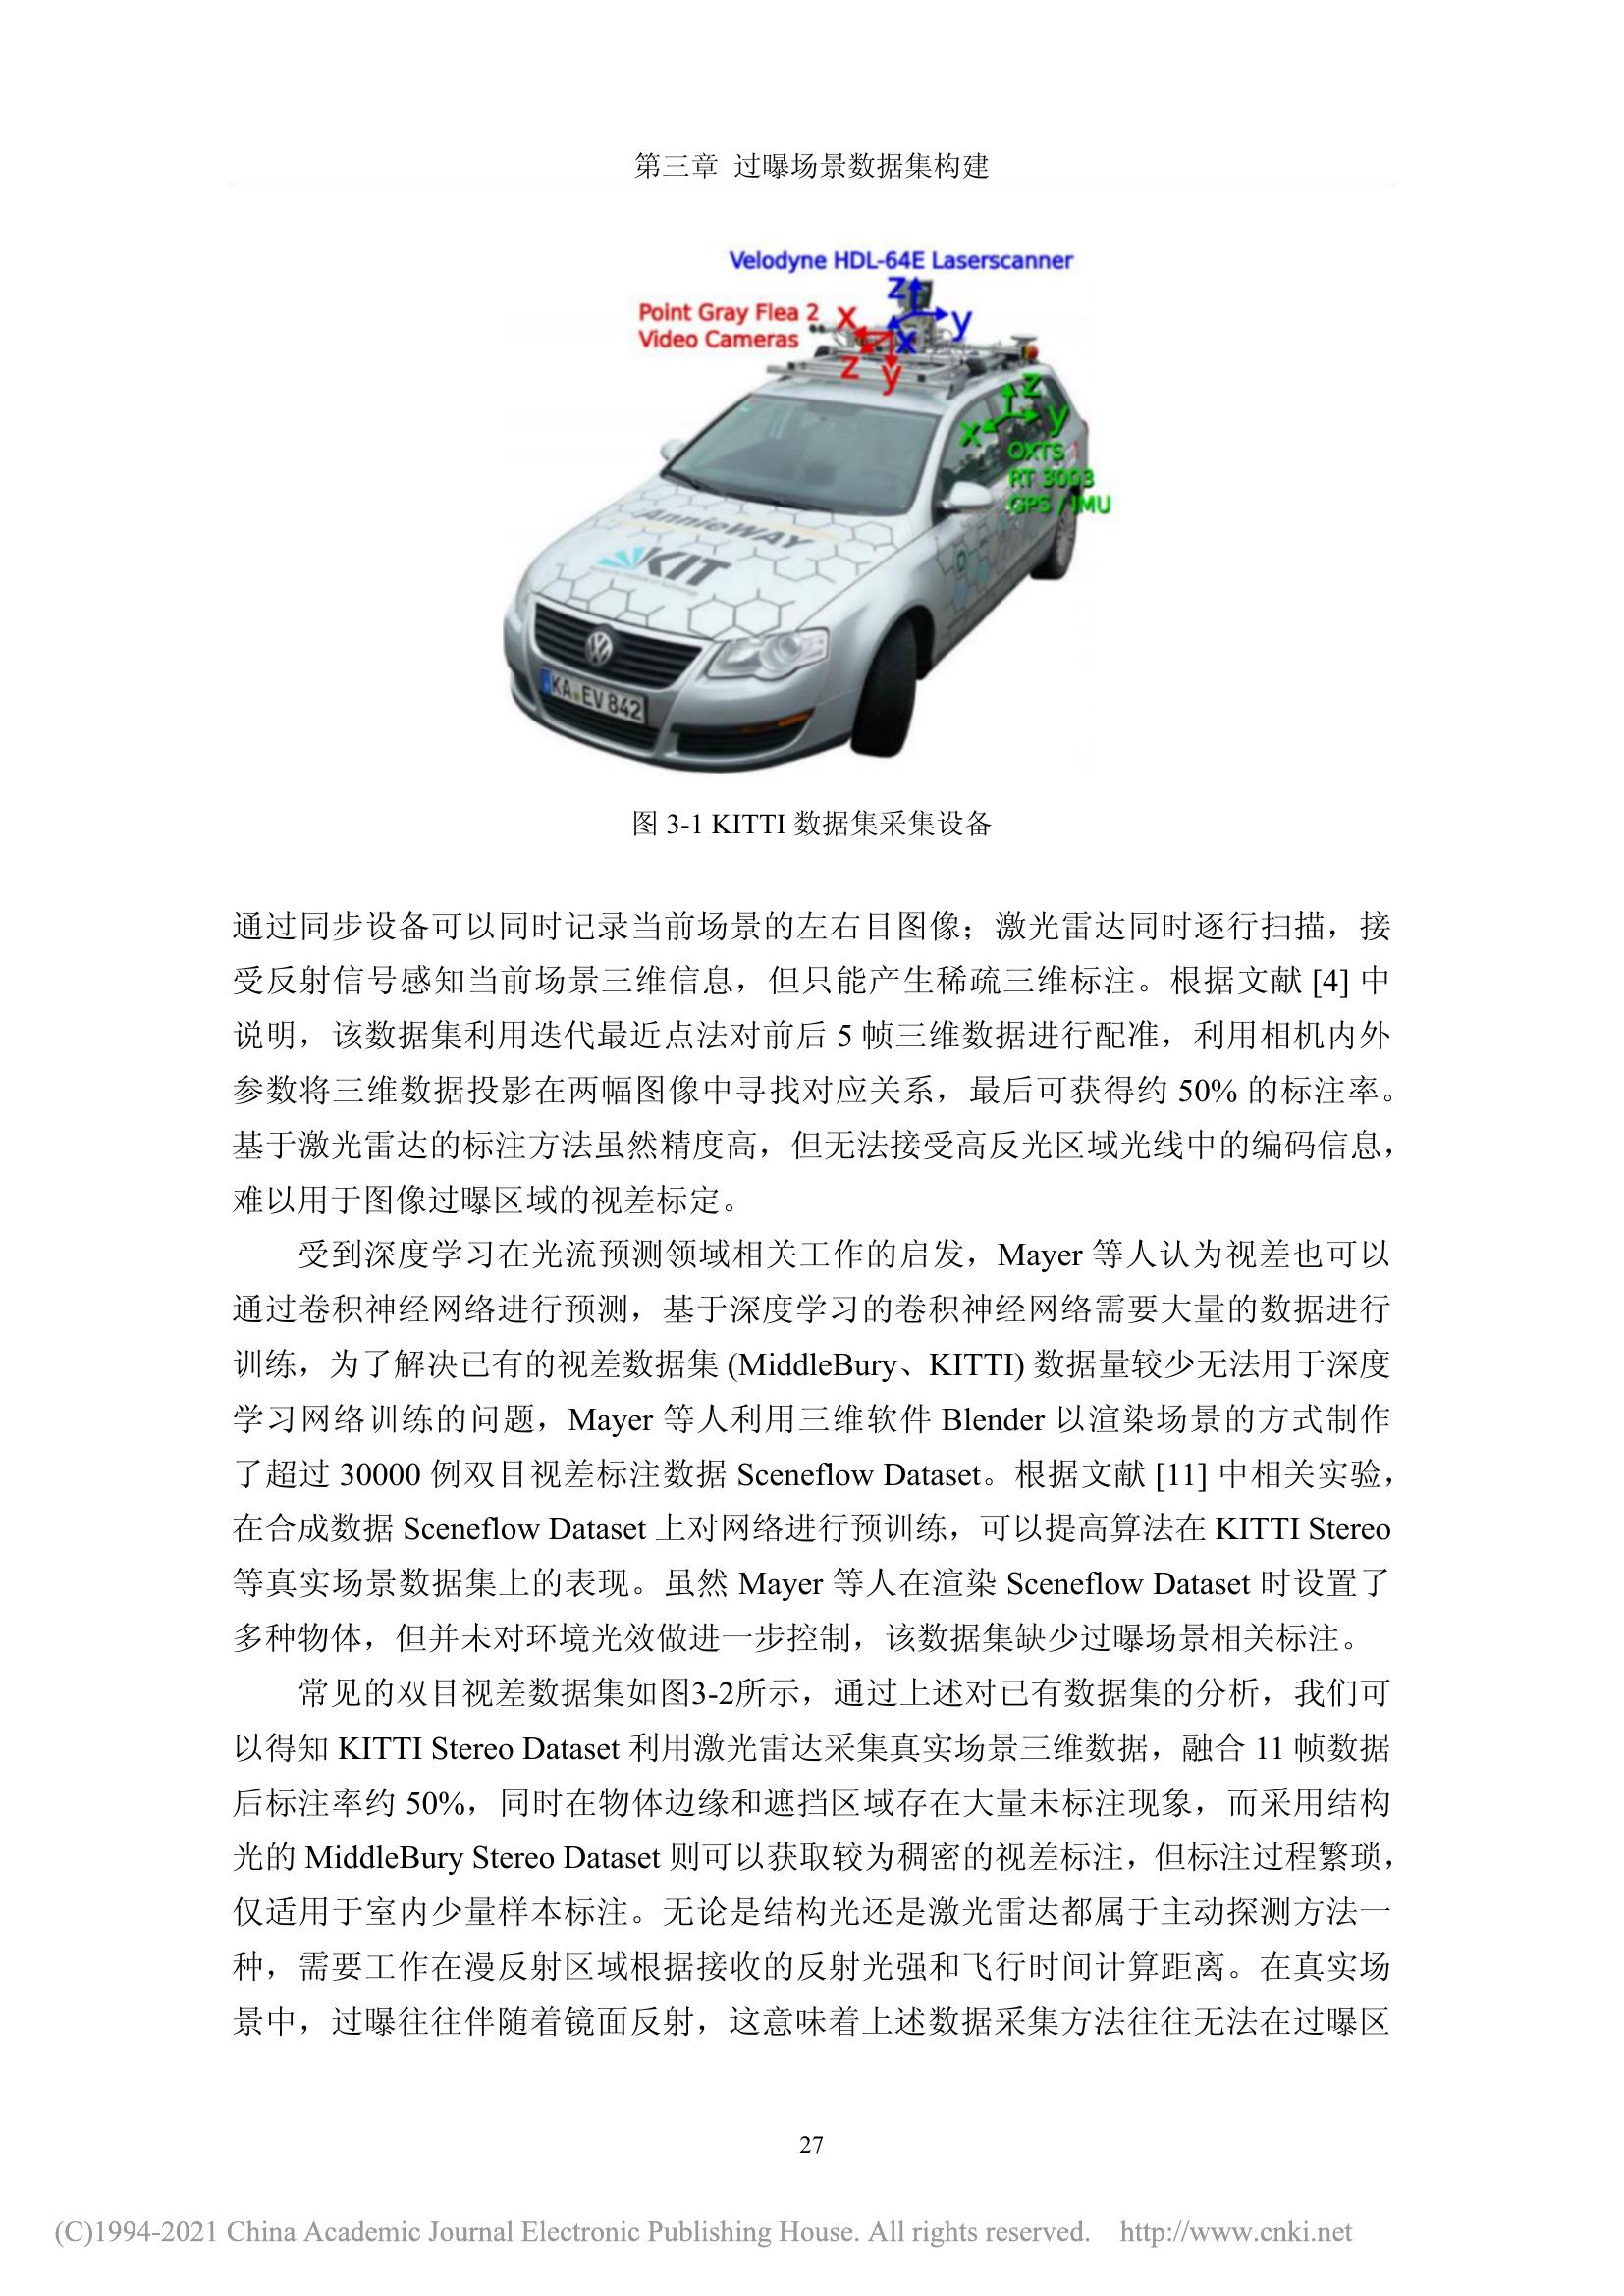 第三章 过曝场景数据集构建
Velodyne HDL-64E Laserscanner
Point Gray Flea 2
Video Cameras
z
x
y
x
z
y
z
y
x
OXTS
RT 3003
GPS / IMU
AnnieWAY
KIT
KA EV 842
图 3-1 KITTI 数据集采集设备
通过同步设备可以同时记录当前场景的左右目图像；激光雷达同时逐行扫描，接
受反射信号感知当前场景三维信息，但只能产生稀疏三维标注。根据文献 [4] 中
说明，该数据集利用迭代最近点法对前后 5 帧三维数据进行配准，利用相机内外
参数将三维数据投影在两幅图像中寻找对应关系，最后可获得约 50% 的标注率。
基于激光雷达的标注方法虽然精度高，但无法接受高反光区域光线中的编码信息，
难以用于图像过曝区域的视差标定。
受到深度学习在光流预测领域相关工作的启发，Mayer 等人认为视差也可以
通过卷积神经网络进行预测，基于深度学习的卷积神经网络需要大量的数据进行
训练，为了解决已有的视差数据集 (MiddleBury、KITTI) 数据量较少无法用于深度
学习网络训练的问题，Mayer 等人利用三维软件 Blender 以渲染场景的方式制作
了超过 30000 例双目视差标注数据 Sceneflow Dataset。根据文献 [11] 中相关实验，
在合成数据 Sceneflow Dataset 上对网络进行预训练，可以提高算法在 KITTI Stereo
等真实场景数据集上的表现。虽然 Mayer 等人在渲染 Sceneflow Dataset 时设置了
多种物体，但并未对环境光效做进一步控制，该数据集缺少过曝场景相关标注。
常见的双目视差数据集如图3-2所示，通过上述对已有数据集的分析，我们可
以得知 KITTI Stereo Dataset 利用激光雷达采集真实场景三维数据，融合 11 帧数据
后标注率约 50%，同时在物体边缘和遮挡区域存在大量未标注现象，而采用结构
光的 MiddleBury Stereo Dataset 则可以获取较为稠密的视差标注，但标注过程繁琐，
仅适用于室内少量样本标注。无论是结构光还是激光雷达都属于主动探测方法一
种，需要工作在漫反射区域根据接收的反射光强和飞行时间计算距离。在真实场
景中，过曝往往伴随着镜面反射，这意味着上述数据采集方法往往无法在过曝区
27
(C)1994-2021 China Academic Journal Electronic Publishing House. All rights reserved. http://www.cnki.net